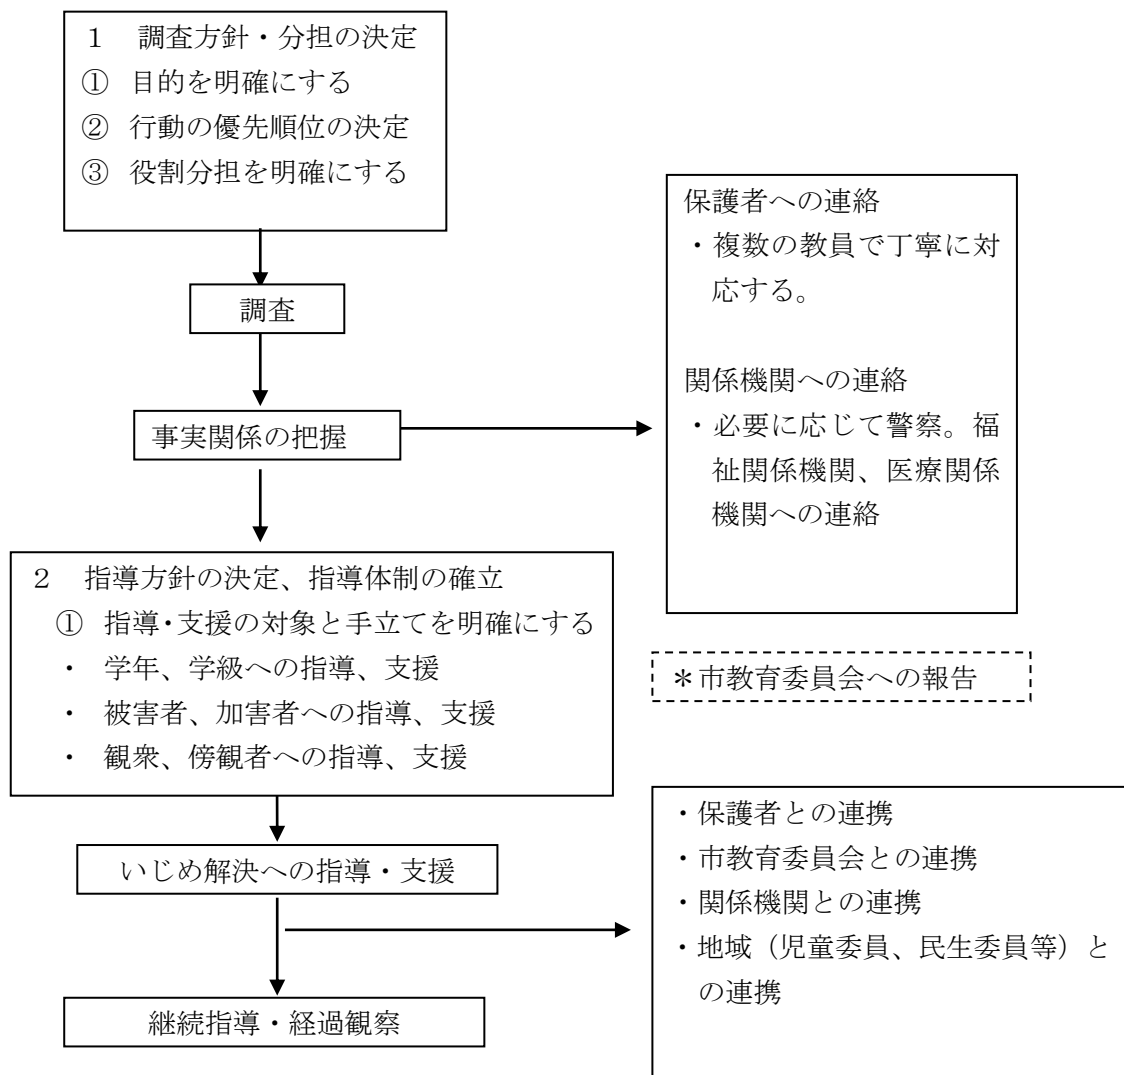 １　調査方針・分担の決定
①　目的を明確にする
②　行動の優先順位の決定
③　役割分担を明確にする
調査
事実関係の把握
保護者への連絡
・複数の教員で丁寧に対
応する。
関係機関への連絡
・必要に応じて警察。福
祉関係機関、医療関係
機関への連絡
２　指導方針の決定、指導体制の確立
①　指導・支援の対象と手立てを明確にする
・　学年、学級への指導、支援
・　被害者、加害者への指導、支援
・　観衆、傍観者への指導、支援
＊市教育委員会への報告
いじめ解決への指導・支援
・保護者との連携
・市教育委員会との連携
・関係機関との連携
・地域（児童委員、民生委員等）と
の連携
継続指導・経過観察